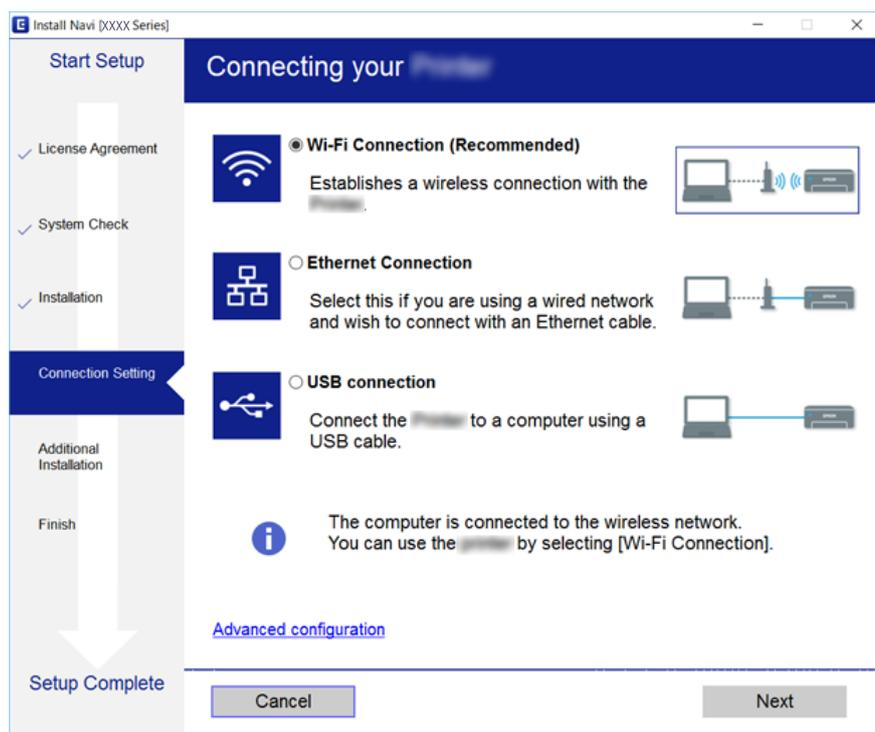 Install Navi [XXXX Series]
Start Setup
License Agreement
System Check
Installation
Connection Setting
Additional
Installation
Finish
Setup Complete
Connecting your
Wi-Fi Connection (Recommended)
Establishes a wireless connection with the
Ethernet Connection
Select this if you are using a wired network
and wish to connect with an Ethernet cable.
USB connection
Connect the to a computer using a
USB cable.
The computer is connected to the wireless network.
You can use the by selecting [Wi-Fi Connection].
Advanced configuration
Cancel
Next